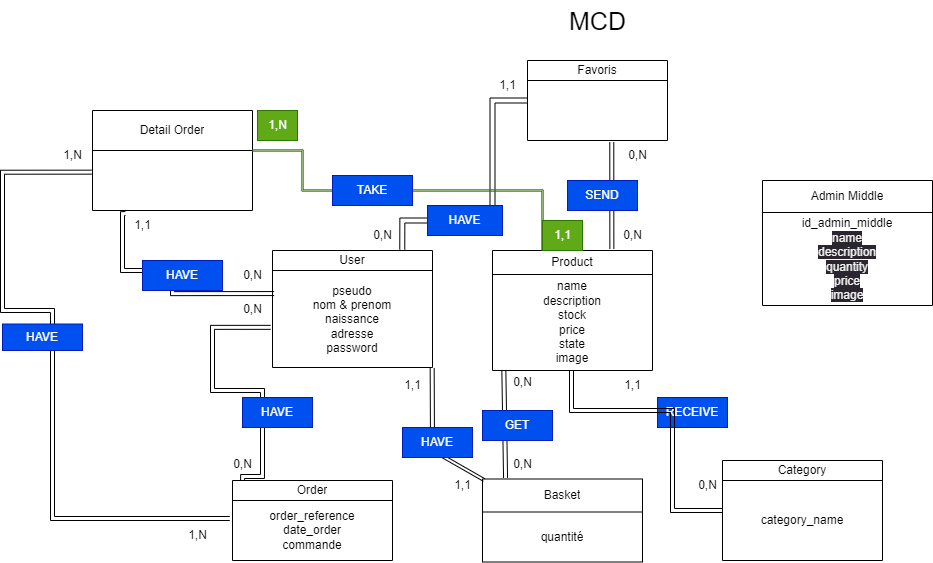 MCD
Favoris
1,1
0,N
Detail Order
1,N
1,N
TAKE
SEND
HAVE
0,N
0,N
1,1
1,1
HAVE
0,N
0,N
User
pseudo
nom & prenom
naissance
adresse
password
Product
name
description
stock
price
state
image
Admin Middle
id_admin_middle
name
description
quantity
price
image
HAVE
1,1
0,N
1,1
HAVE
GET
RECEIVE
HAVE
0,N
1,1
0,N
0,N
1,N
Order
order_reference
date_order
commande
Basket
quantité
Category
category_name